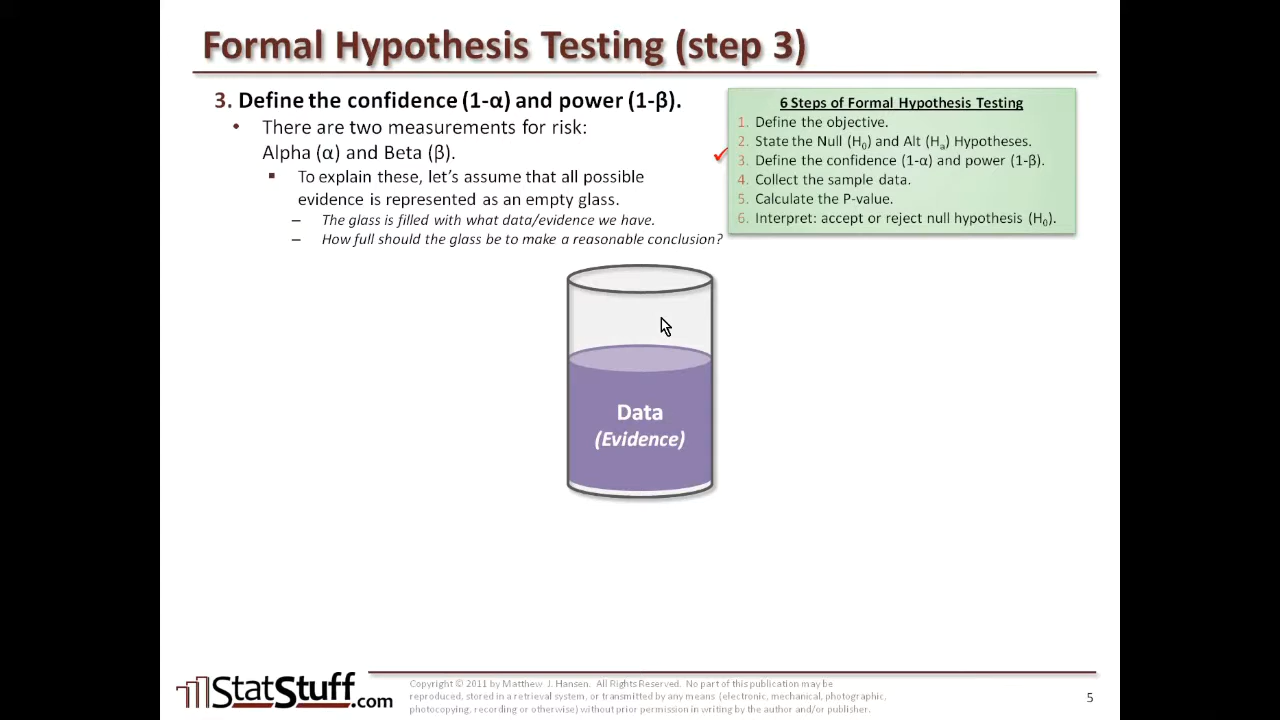 Formal Hypothesis Testing (step 3)
3. Define the confidence (1-α) and power (1-β).
• There are two measurements for risk:
Alpha (α) and Beta (β).
▪ To explain these, let’s assume that all possible
evidence is represented as an empty glass.
– The glass is filled with what data/evidence we have.
– How full should the glass be to make a reasonable conclusion?
6 Steps of Formal Hypothesis Testing
1. Define the objective.
2. State the Null (H0) and Alt (Ha) Hypotheses.
3. Define the confidence (1-α) and power (1-β).
4. Collect the sample data.
5. Calculate the P-value.
6. Interpret: accept or reject null hypothesis (H0).
Data
(Evidence)
StatStuff.com
Copyright © 2011 by Matthew J. Hansen. All Rights Reserved. No part of this publication may be
reproduced, stored in a retrieval system, or transmitted by any means (electronic, mechanical, photographic,
photocopying, recording or otherwise) without prior permission in writing by the author and/or publisher.
5